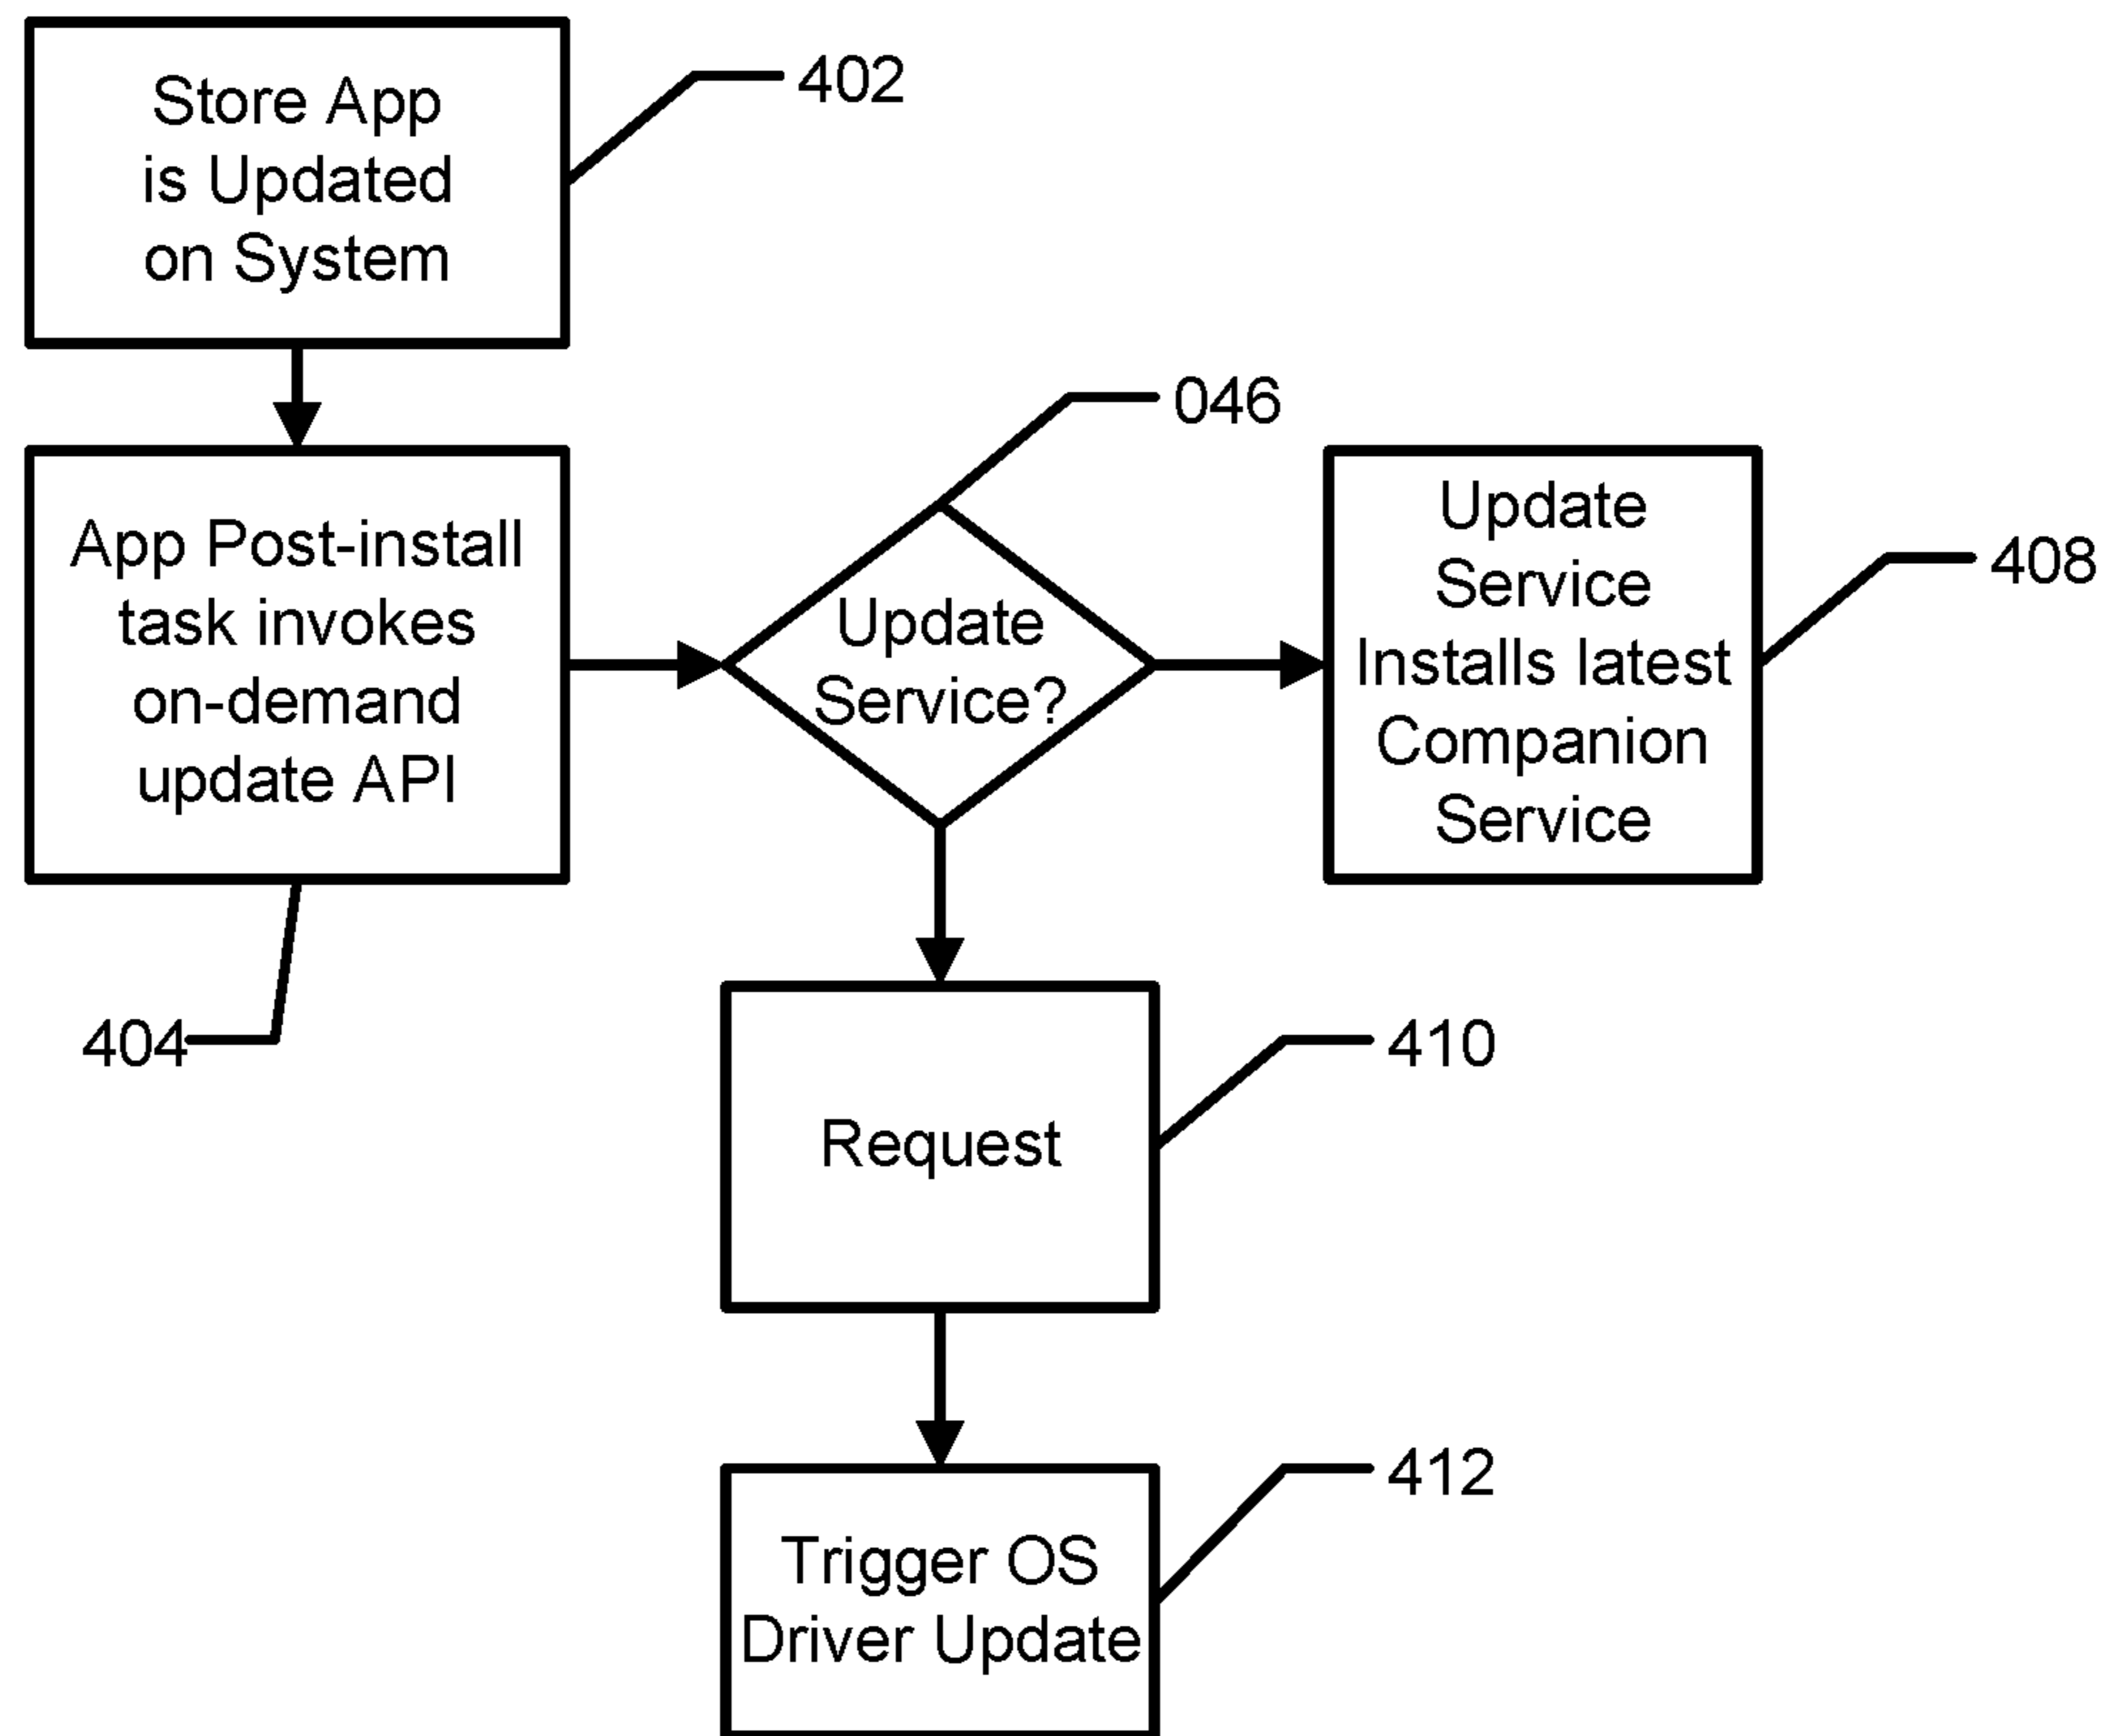 Store App
is Updated
on System
402
App Post-install
task invokes
on-demand
update API
404
046
Update
Service?
Update
Service
Installs latest
Companion
Service
408
Request
410
Trigger OS
Driver Update
412